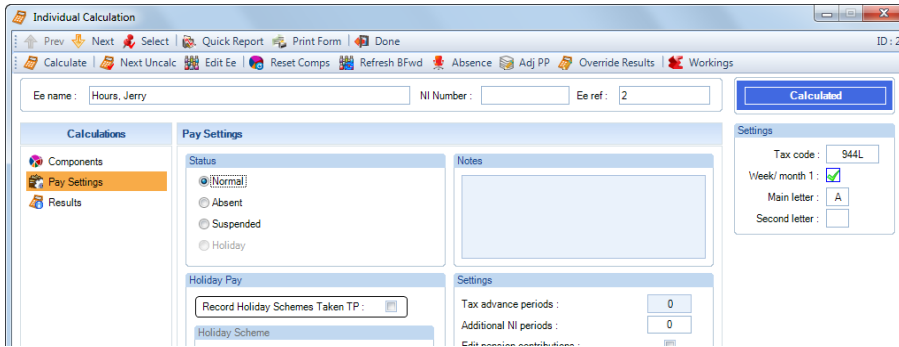 Individual Calculation
Prev Next Select Quick Report Print Form Done ID : 2
Calculate Next Uncalc Edit Ee Reset Comps Refresh BFwd Absence Adj PP Override Results Workings
Ee name : Hours, Jerry NI Number : Ee ref : 2 Calculated
Calculations Pay Settings Settings
Components Status Notes Tax code : 944L
Pay Settings Normal Week/ month 1 :
Results Absent Main letter : A
Suspended Second letter :
Holiday
Holiday Pay Settings
Record Holiday Schemes Taken TP : Tax advance periods : 0
Holiday Scheme Additional NI periods : 0
Edit pension contributions :